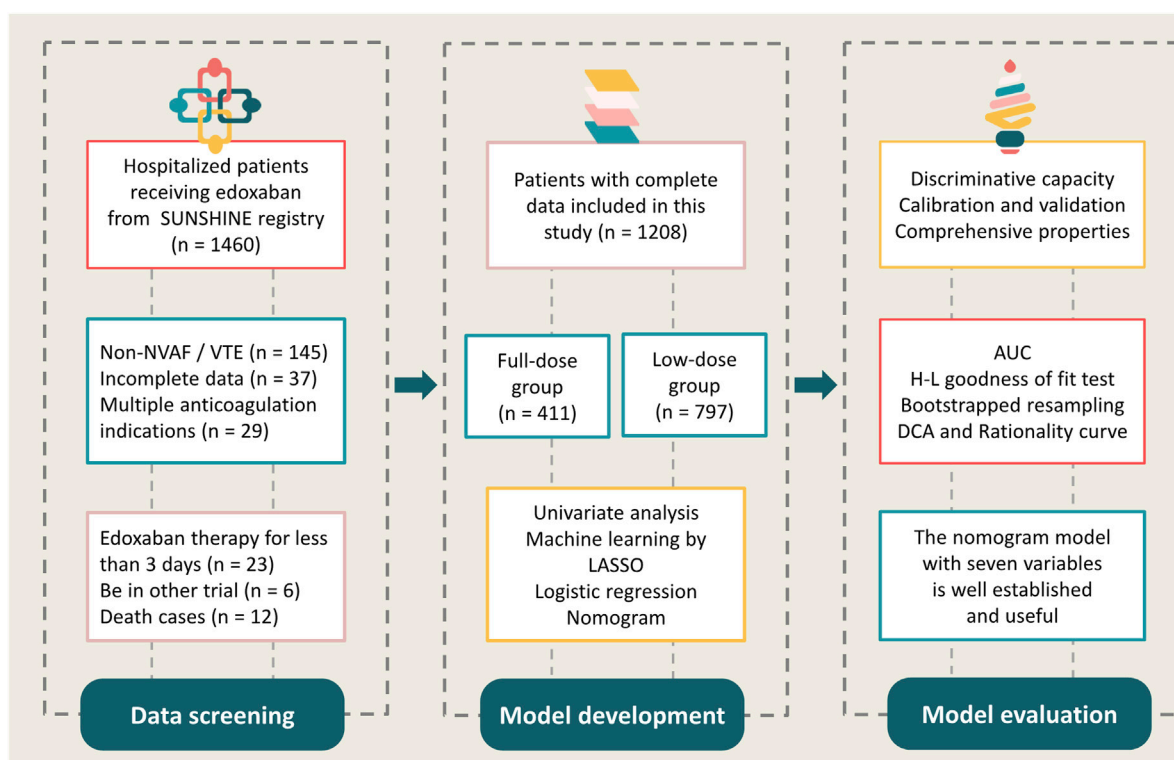 Hospitalized patients
receiving edoxaban
from SUNSHINE registry
(n = 1460)
Non-NVAF / VTE (n = 145)
Incomplete data (n = 37)
Multiple anticoagulation
indications (n = 29)
Edoxaban therapy for less
than 3 days (n = 23)
Be in other trial (n = 6)
Death cases (n = 12)
Data screening
Patients with complete
data included in this
study (n = 1208)
Full-dose
group
(n = 411)
Low-dose
group
(n = 797)
Univariate analysis
Machine learning by
LASSO
Logistic regression
Nomogram
Model development
Discriminative capacity
Calibration and validation
Comprehensive properties
AUC
H-L goodness of fit test
Bootstrapped resampling
DCA and Rationality curve
The nomogram model
with seven variables
is well established
and useful
Model evaluation